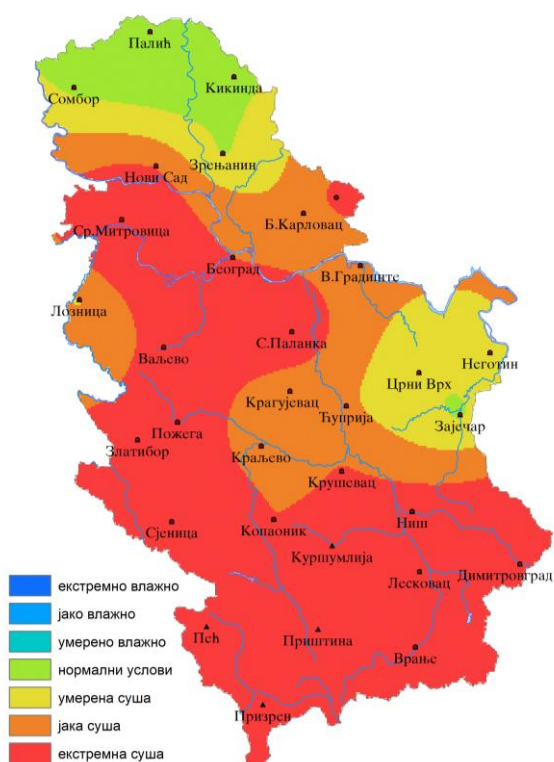 Палић
Кикинда
Сомбор
Зрењанин
Нови Сад
Б.Карловац
Ср.Митровица
Београд
В.Градиште
Лозница
С.Паланка
Ваљево
Неготин
Црни Врх
Крагујевац
Ћуприја
Зајечар
Пожега
Златибор
Краљево
Крушевац
Ниш
Копаоник
Сјеница
Куршумлија
Димитровград
Лесковац
Пећ
Приштина
Врање
Призрен
екстремно влажно
јако влажно
умерено влажно
нормални услови
умерена суша
јака суша
екстремна суша